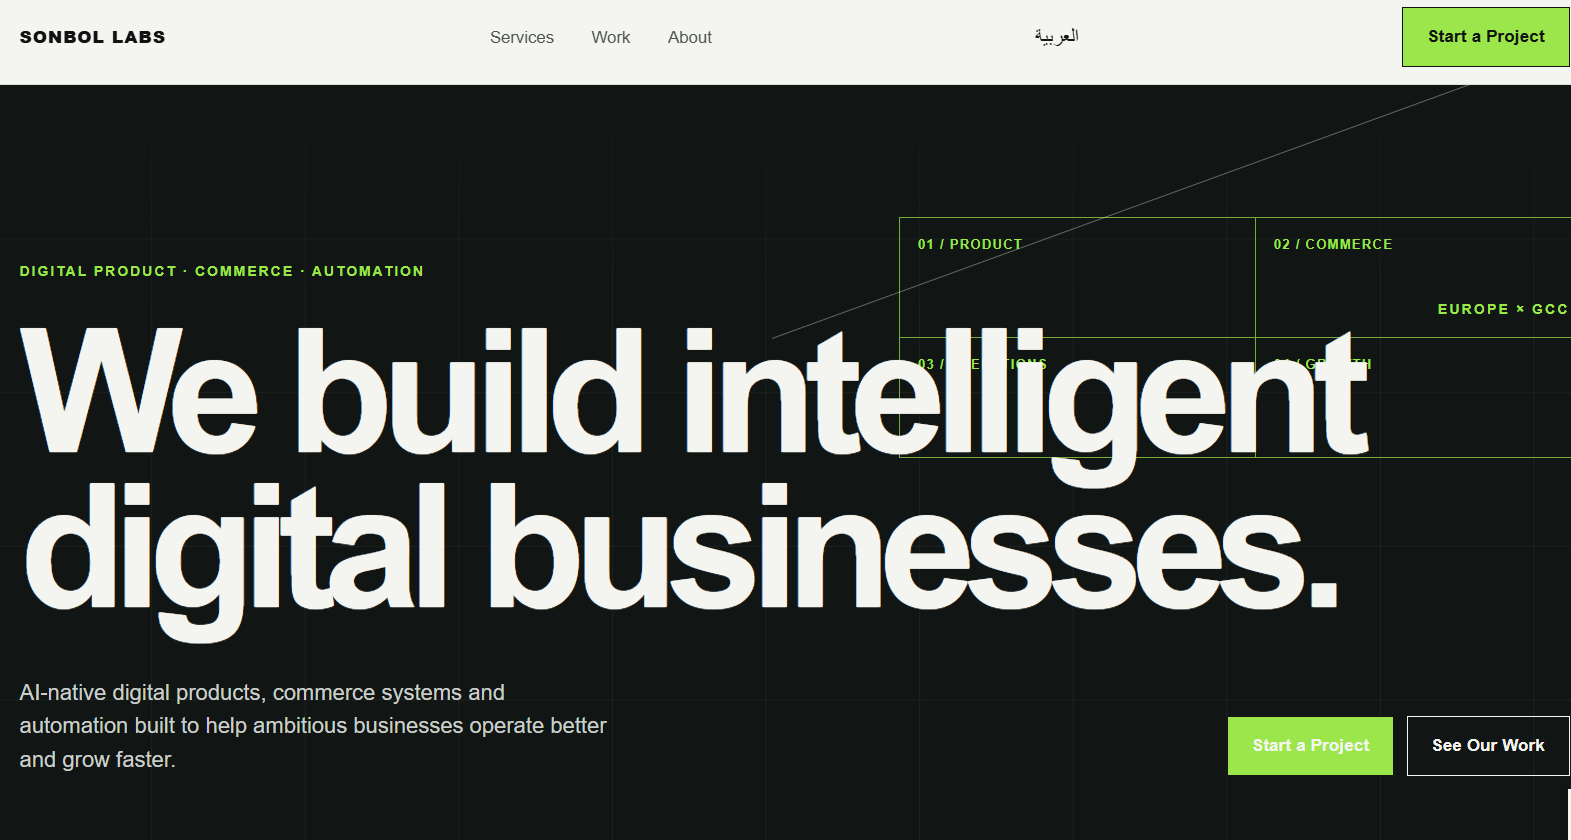 SONBOL LABS
Services
Work
About
العربية
Start a Project
01 / PRODUCT
02 / COMMERCE
DIGITAL PRODUCT · COMMERCE · AUTOMATION
EUROPE × GCC
We build intelligent
03 /
digital businesses.
AI-native digital products, commerce systems and
automation built to help ambitious businesses operate better
and grow faster.
Start a Project
See Our Work